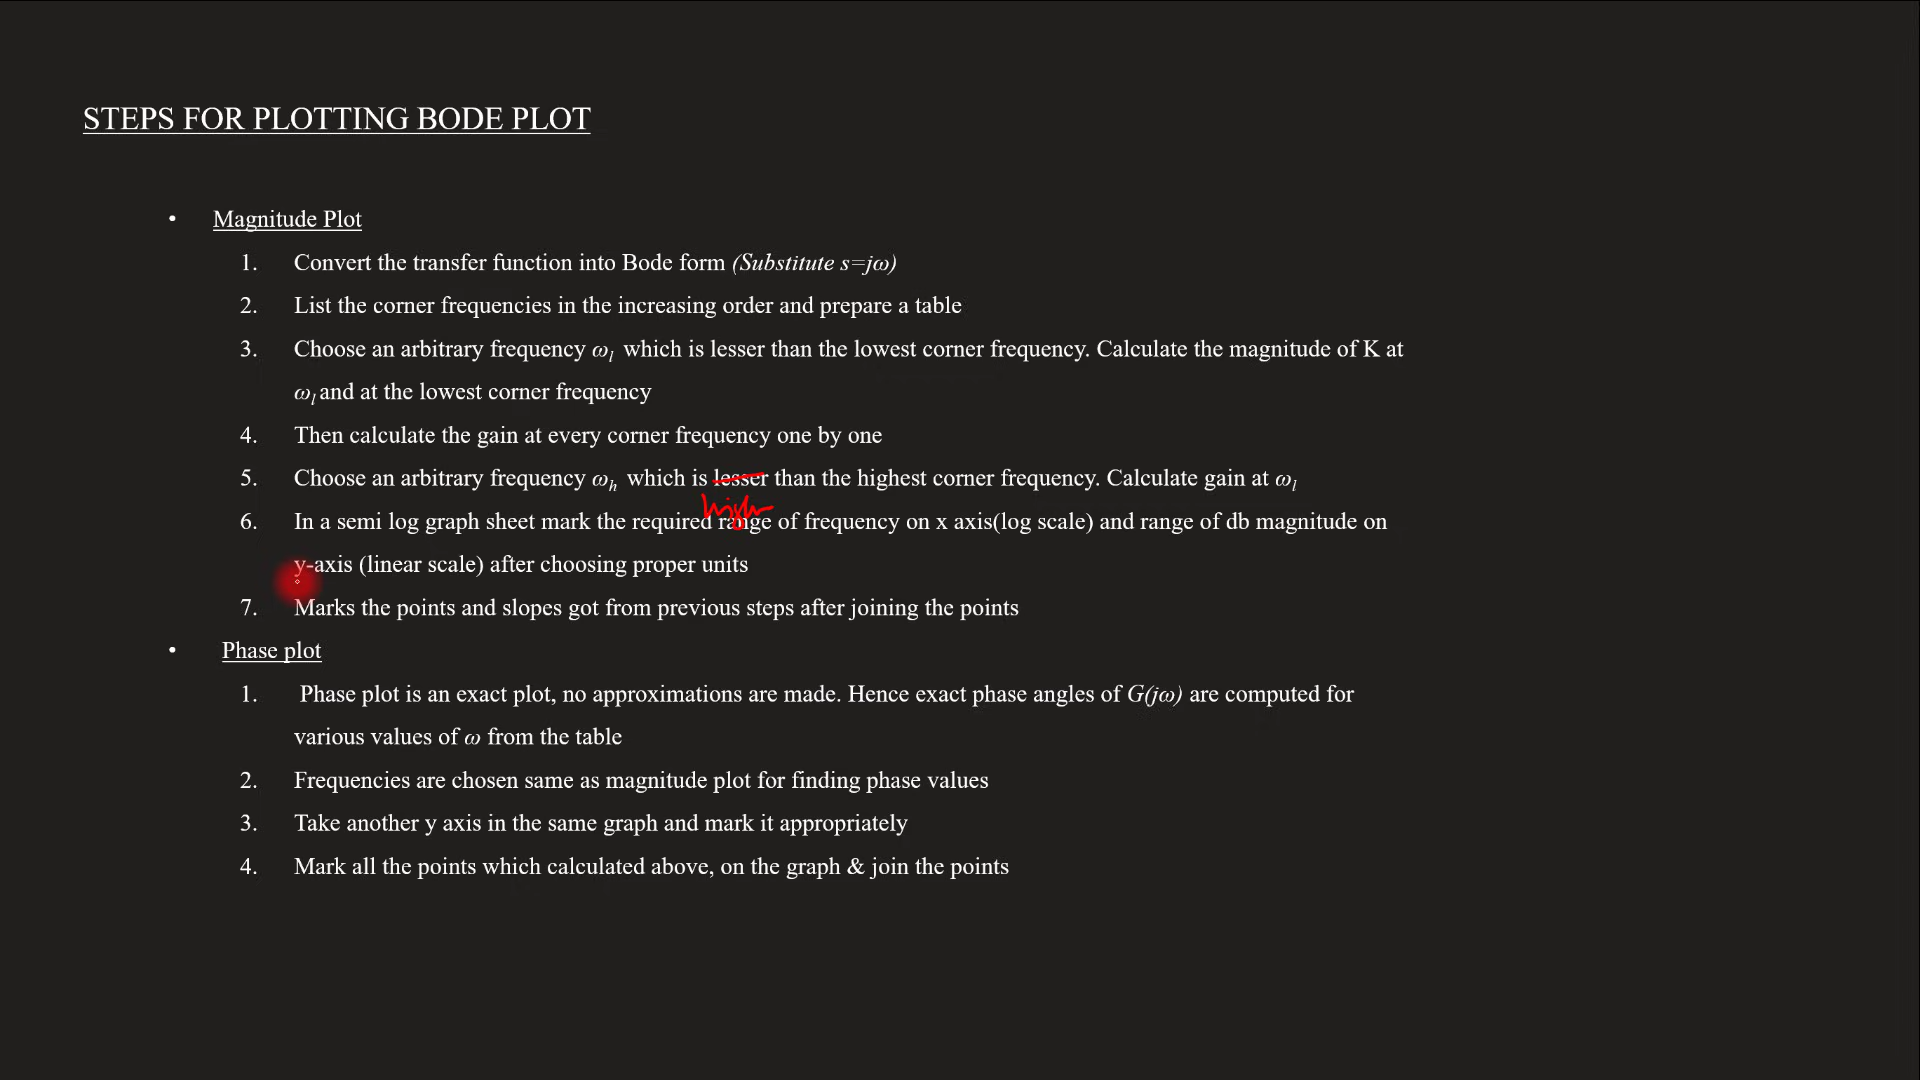 STEPS FOR PLOTTING BODE PLOT
• Magnitude Plot
1. Convert the transfer function into Bode form (Substitute s=jω)
2. List the corner frequencies in the increasing order and prepare a table
3. Choose an arbitrary frequency ωl which is lesser than the lowest corner frequency. Calculate the magnitude of K at
ωl and at the lowest corner frequency
4. Then calculate the gain at every corner frequency one by one
5. Choose an arbitrary frequency ωh which is lesser than the highest corner frequency. Calculate gain at ωl
high
6. In a semi log graph sheet mark the required range of frequency on x axis(log scale) and range of db magnitude on
y-axis (linear scale) after choosing proper units
7. Marks the points and slopes got from previous steps after joining the points
• Phase plot
1. Phase plot is an exact plot, no approximations are made. Hence exact phase angles of G(jω) are computed for
various values of ω from the table
2. Frequencies are chosen same as magnitude plot for finding phase values
3. Take another y axis in the same graph and mark it appropriately
4. Mark all the points which calculated above, on the graph & join the points